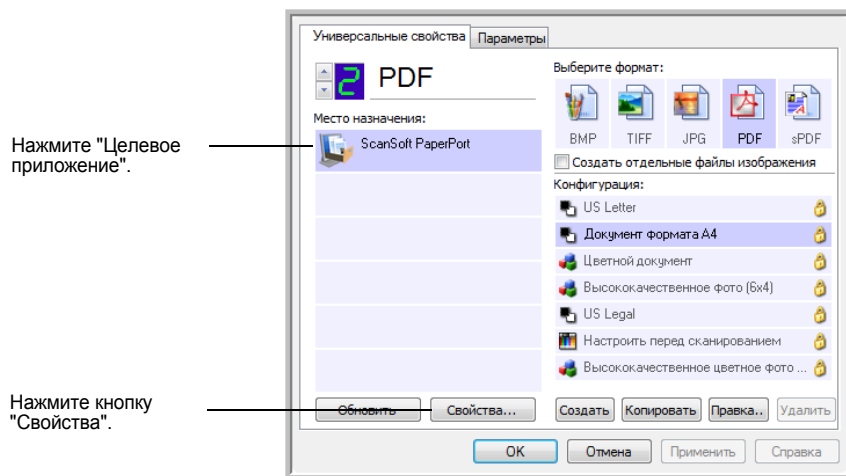 Универсальные свойства
Параметры
2
PDF
Место назначения:
ScanSoft PaperPort
Обновить
Свойства...
Выберите формат:
BMP
TIFF
JPG
PDF
sPDF
Создать отдельные файлы изображения
Конфигурация:
US Letter
Документ формата A4
Цветной документ
Высококачественное фото (6x4)
US Legal
Настроить перед сканированием
Высококачественное цветное фото ...
Создать
Копировать
Правка..
Удалить
OK
Отмена
Применить
Справка
Нажмите "Целевое
приложение".
Нажмите кнопку
"Свойства".